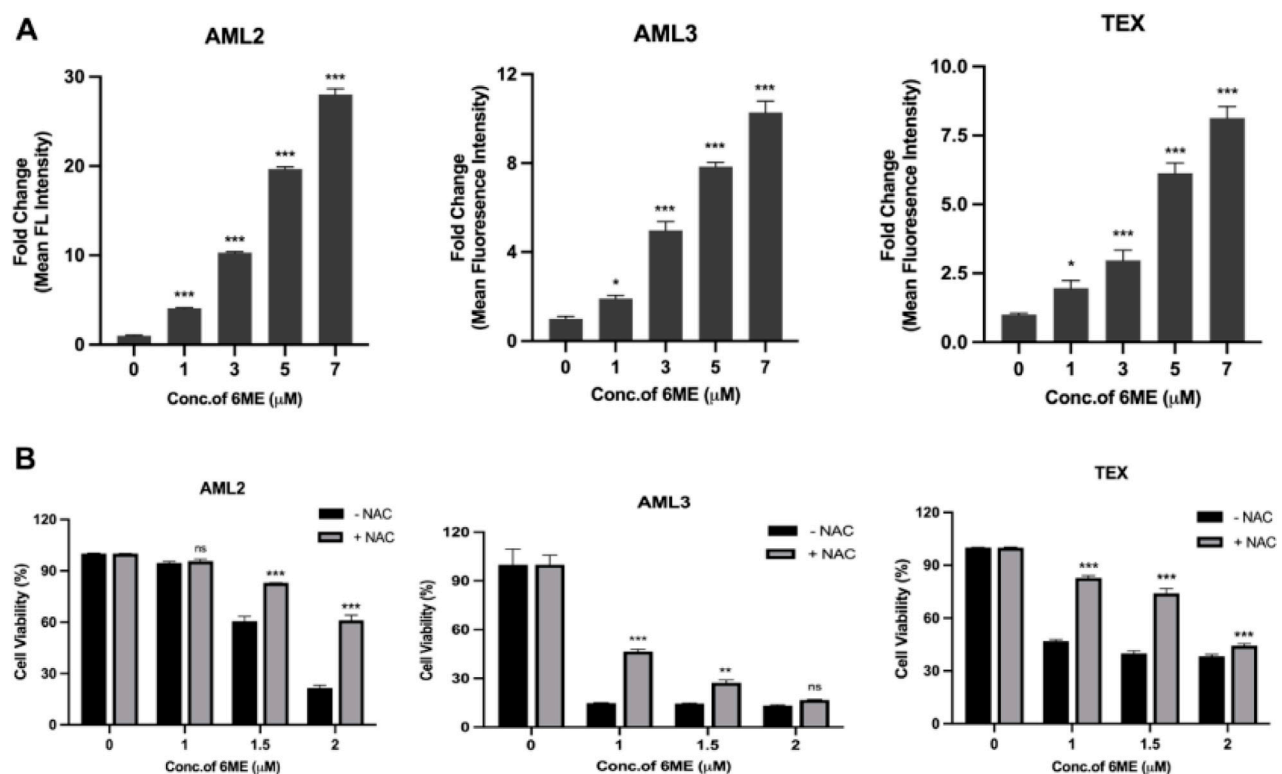 A
AML2
Fold Change
(Mean FL Intensity)
30
20
10
0
***
***
***
***
0 1 3 5 7
Conc.of 6ME (μM)
AML3
Fold Change
(Mean Fluoresence Intensity)
12
8
4
0
*
***
***
***
0 1 3 5 7
Conc.of 6ME (μM)
TEX
Fold Change
(Mean Fluoresence Intensity)
10.0
7.5
5.0
2.5
0.0
*
***
***
***
0 1 3 5 7
Conc.of 6ME (μM)
B
AML2
- NAC
+ NAC
Cell Viability (%)
120
90
60
30
0
ns
***
***
0 1 1.5 2
Conc.of 6ME (μM)
AML3
- NAC
+ NAC
Cell Viability (%)
120
90
60
30
0
***
**
ns
0 1 1.5 2
Conc.of 6ME (μM)
TEX
- NAC
+ NAC
Cell Viability (%)
120
90
60
30
0
***
***
***
0 1 1.5 2
Conc.of 6ME (μM)